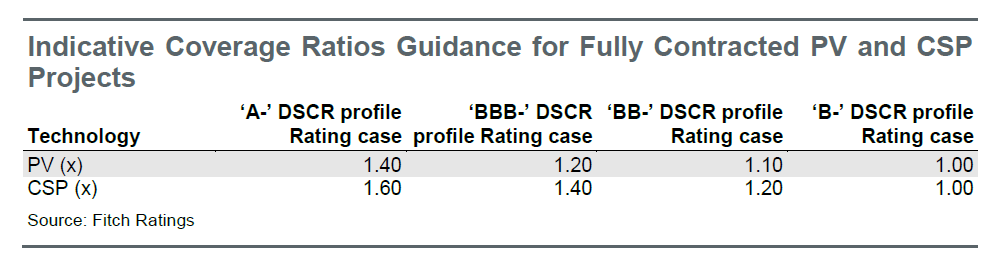 Indicative Coverage Ratios Guidance for Fully Contracted PV and CSP
Projects
‘A-’ DSCR profile ‘BBB-’ DSCR ‘BB-’ DSCR profile ‘B-’ DSCR profile
Technology Rating case profile Rating case Rating case Rating case
PV (x) 1.40 1.20 1.10 1.00
CSP (x) 1.60 1.40 1.20 1.00
Source: Fitch Ratings